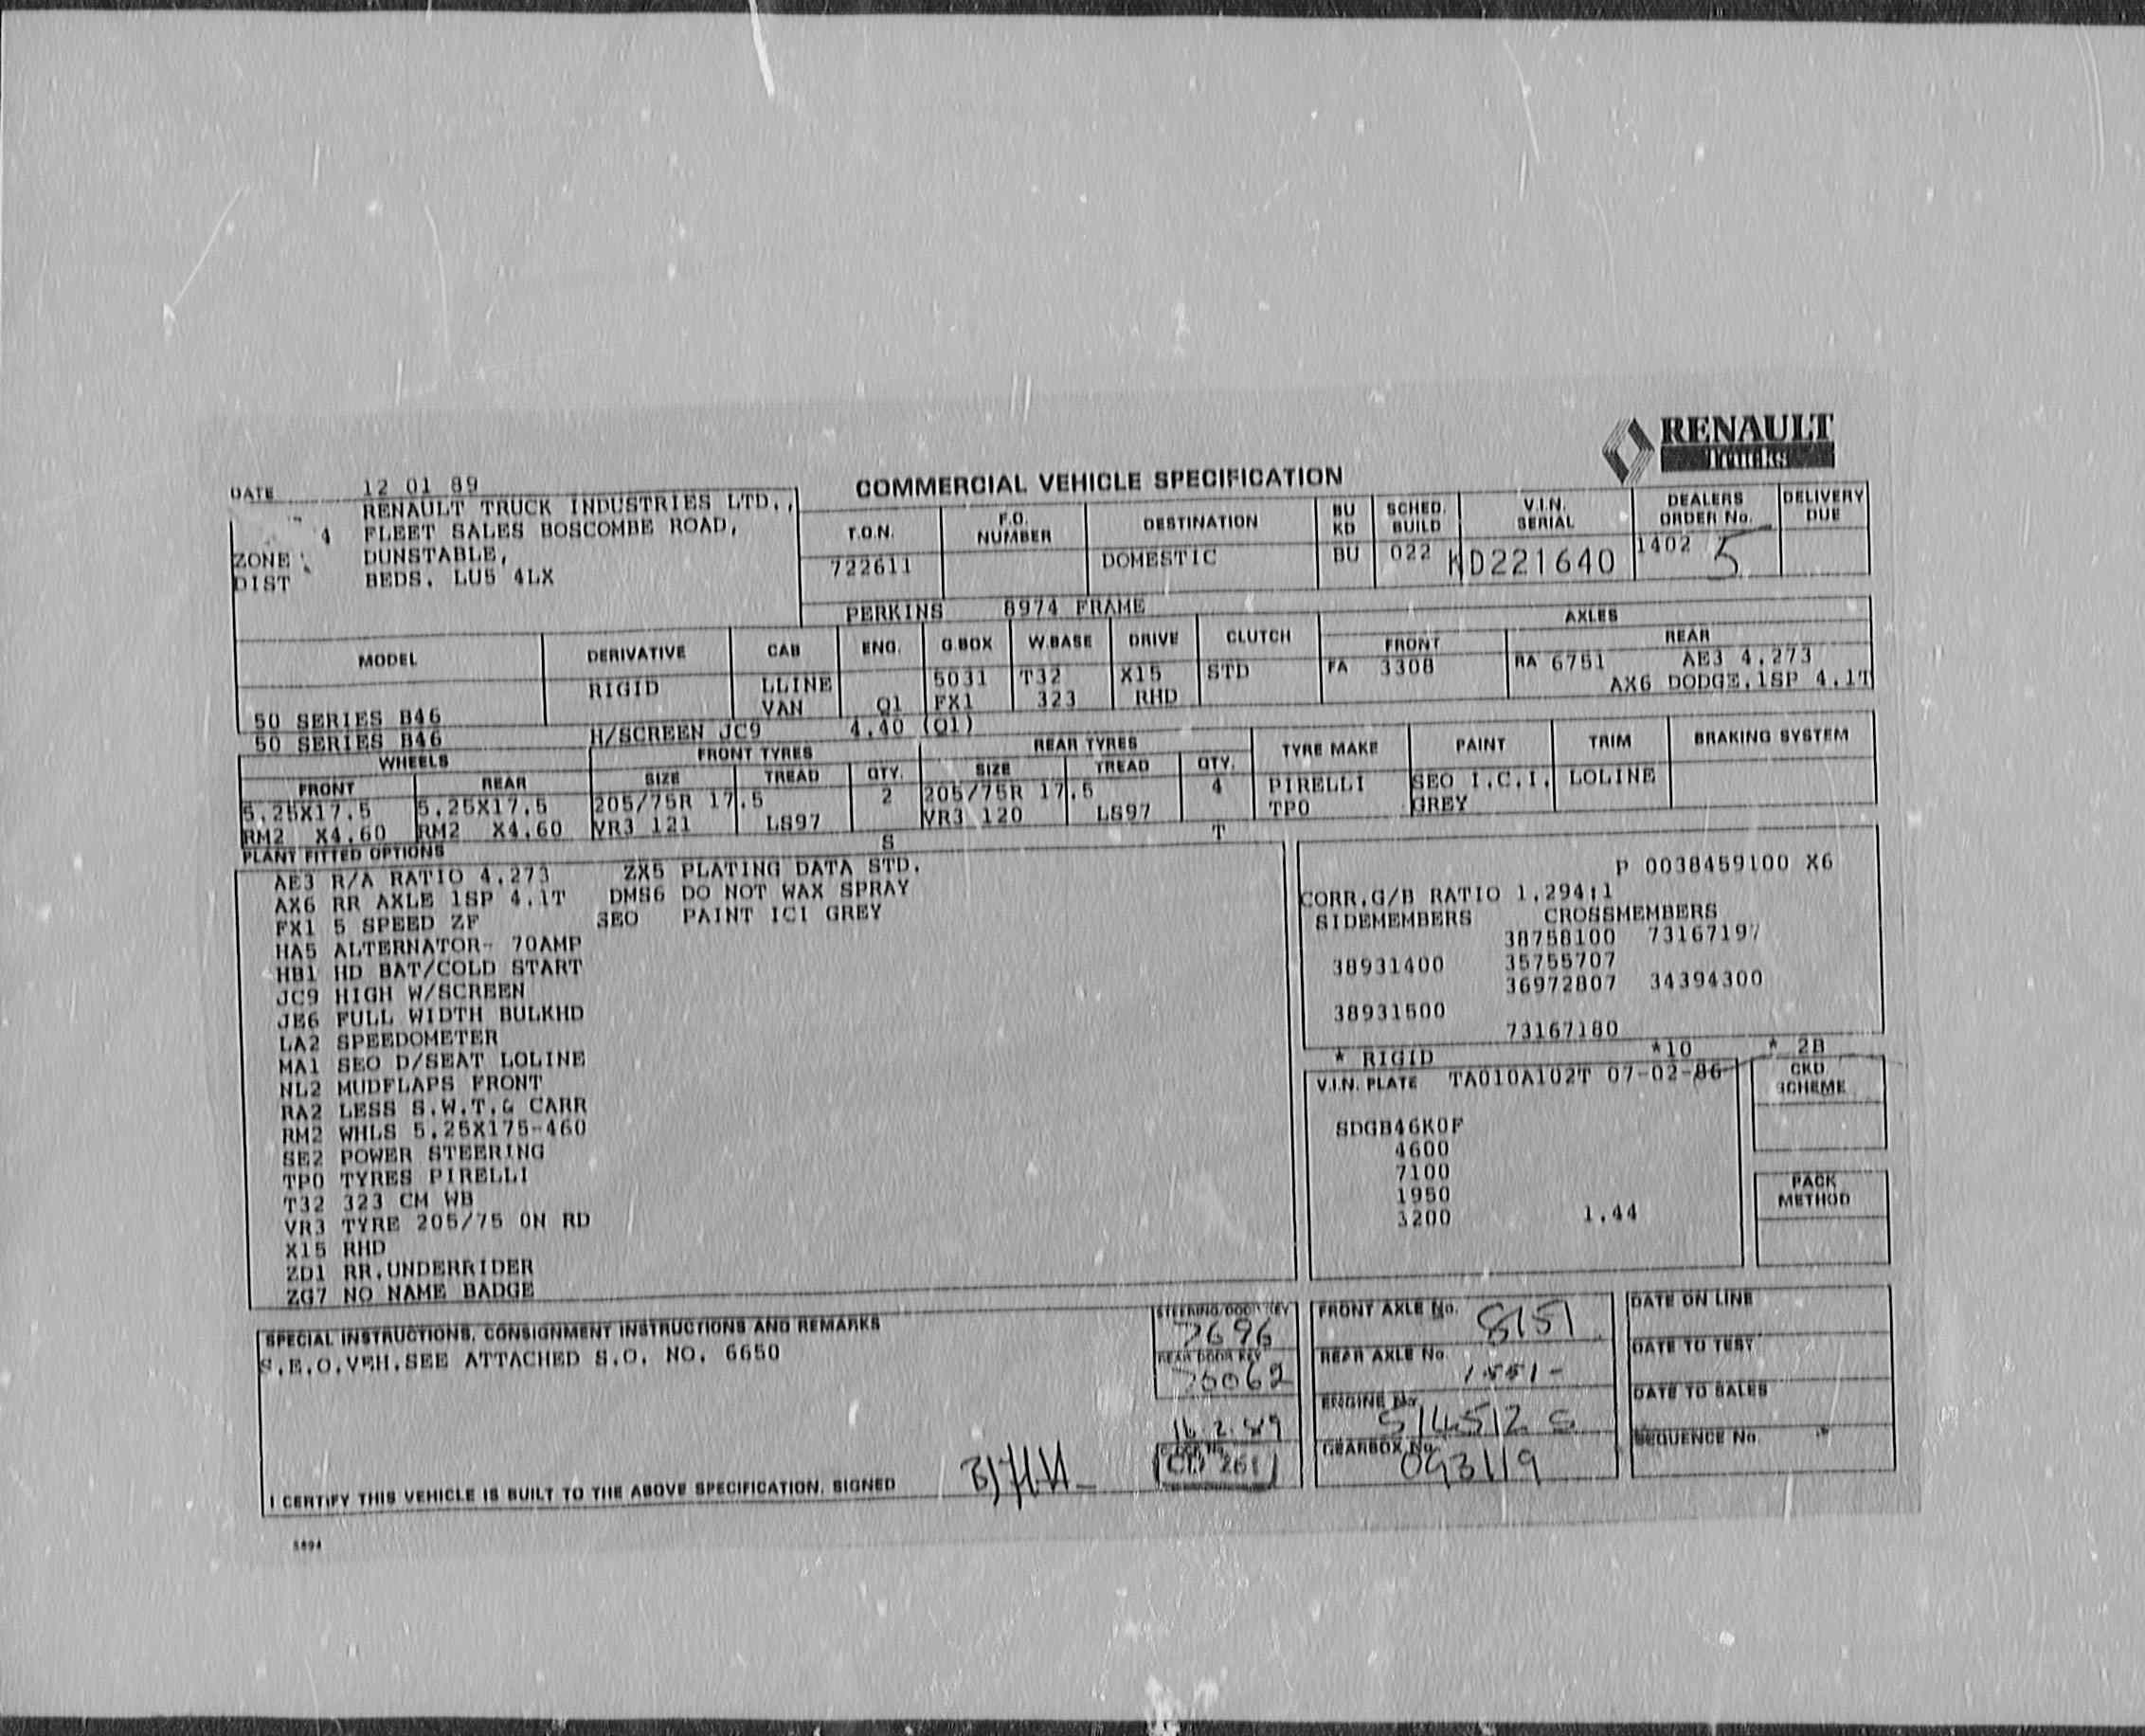 RENAULT
Trucks
DATE 12 01 89
COMMERCIAL VEHICLE SPECIFICATION
RENAULT TRUCK INDUSTRIES LTD.,
4 FLEET SALES BOSCOMBE ROAD,
ZONE DUNSTABLE,
DIST BEDS. LU5 4LX
T.O.N. F.O. NUMBER DESTINATION BU KD SCHED. BUILD V.I.N. SERIAL DEALERS ORDER No. DELIVERY DUE
722611 DOMESTIC BU 022 KD221640 1402 5
PERKINS 8974 FRAME
MODEL DERIVATIVE CAB ENG. G.BOX W.BASE DRIVE CLUTCH AXLES
FRONT REAR
RIGID LLINE 5031 T32 X15 STD FA 3308 RA 6751 AE3 4.273
50 SERIES B46 VAN Q1 FX1 323 RHD AX6 DODGE.1SP 4.1T
50 SERIES B46 H/SCREEN JC9 4.40 (Q1)
WHEELS FRONT TYRES REAR TYRES TYRE MAKE PAINT TRIM BRAKING SYSTEM
FRONT REAR SIZE TREAD QTY. SIZE TREAD QTY.
5.25X17.5 5.25X17.5 205/75R 17.5 2 205/75R 17.5 4 PIRELLI SEO I.C.I. LOLINE
RM2 X4.60 RM2 X4.60 VR3 121 LS97 VR3 120 LS97 TPO GREY
S T
PLANT FITTED OPTIONS
AE3 R/A RATIO 4.273 ZX5 PLATING DATA STD.
AX6 RR AXLE 1SP 4.1T DMS6 DO NOT WAX SPRAY
FX1 5 SPEED ZF SEO PAINT ICI GREY
HA5 ALTERNATOR- 70AMP
HB1 HD BAT/COLD START
JC9 HIGH W/SCREEN
JE6 FULL WIDTH BULKHD
LA2 SPEEDOMETER
MA1 SEO D/SEAT LOLINE
NL2 MUDFLAPS FRONT
RA2 LESS S.W.T.& CARR
RM2 WHLS 5.25X175-460
SE2 POWER STEERING
TPO TYRES PIRELLI
T32 323 CM WB
VR3 TYRE 205/75 ON RD
X15 RHD
ZD1 RR.UNDERRIDER
ZG7 NO NAME BADGE
P 0038459100 X6
CORR.G/B RATIO 1.294:1
SIDEMEMBERS CROSSMEMBERS
38758100 73167197
38931400 35755707
36972807 34394300
38931500
73167180
* RIGID *10 * 2B
V.I.N. PLATE TA010A102T 07-02-86
CKD SCHEME
SDGB46K0F
4600
7100
1950
3200 1.44
PACK METHOD
SPECIAL INSTRUCTIONS, CONSIGNMENT INSTRUCTIONS AND REMARKS
S.E.O.VEH.SEE ATTACHED S.O. NO. 6650
STEERING/DOOR KEY
7696
REAR DOOR KEY
70062
16.2.89
261
FRONT AXLE No. 8151
REAR AXLE No.
ENGINE No. 514512 S
GEARBOX No. 093119
DATE ON LINE
DATE TO TEST
DATE TO SALES
SEQUENCE No.
I CERTIFY THIS VEHICLE IS BUILT TO THE ABOVE SPECIFICATION. SIGNED
5894